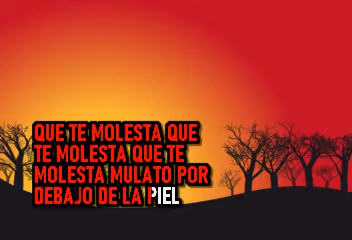 QUE TE MOLESTA QUE
TE MOLESTA QUE TE
MOLESTA MULATO POR
DEBAJO DE LA PIEL